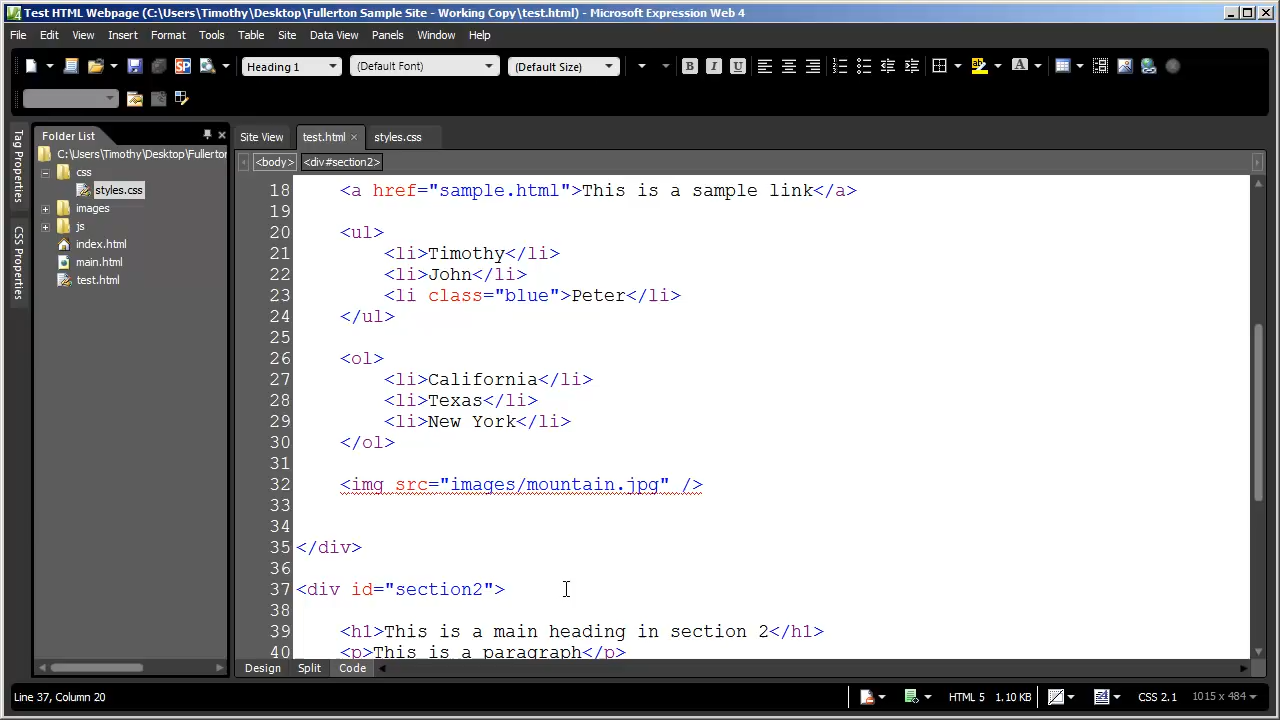 Test HTML Webpage (C:\Users\Timothy\Desktop\Fullerton Sample Site - Working Copy\test.html) - Microsoft Expression Web 4
File Edit View Insert Format Tools Table Site Data View Panels Window Help
Heading 1 (Default Font) (Default Size) B I U A
Tag Properties
CSS Properties
Folder List
C:\Users\Timothy\Desktop\Fullerton
css
styles.css
images
js
index.html
main.html
test.html
Site View test.html × styles.css
<body> <div#section2>
18 <a href="sample.html">This is a sample link</a>
19
20 <ul>
21 <li>Timothy</li>
22 <li>John</li>
23 <li class="blue">Peter</li>
24 </ul>
25
26 <ol>
27 <li>California</li>
28 <li>Texas</li>
29 <li>New York</li>
30 </ol>
31
32 <img src="images/mountain.jpg" />
33
34
35 </div>
36
37 <div id="section2">
38
39 <h1>This is a main heading in section 2</h1>
40 <p>This is a paragraph</p>
Design Split Code
Line 37, Column 20 HTML 5 1.10 KB CSS 2.1 1015 x 484